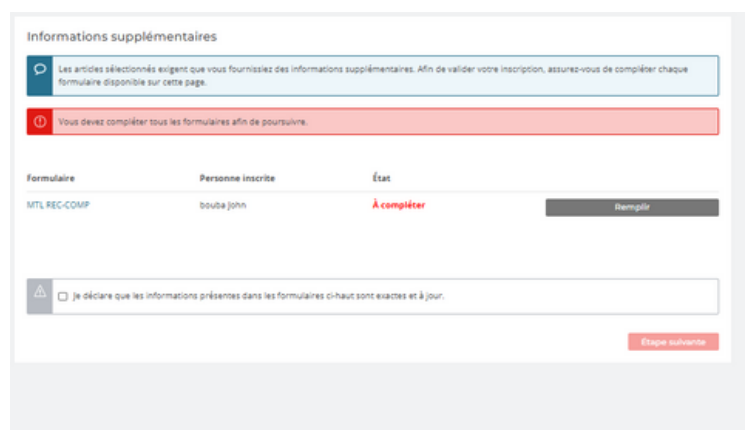 Informations supplémentaires
Les articles sélectionnés exigent que vous fournissiez des informations supplémentaires. Afin de valider votre inscription, assurez-vous de compléter chaque
formulaire disponible sur cette page.
Vous devez compléter tous les formulaires afin de poursuivre.
Formulaire Personne inscrite État
MTL REC-COMP bouba John À compléter Remplir
Je déclare que les informations présentes dans les formulaires ci-haut sont exactes et à jour.
Étape suivante